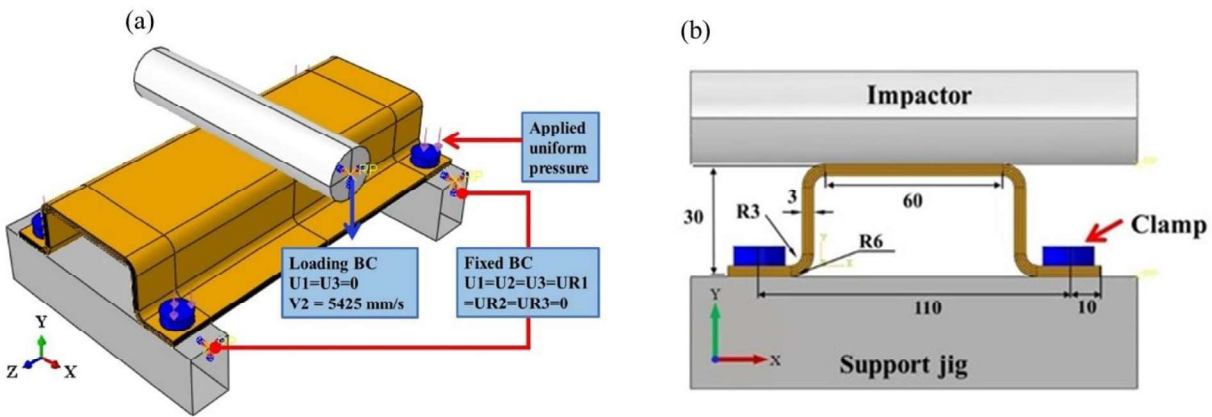 (a)
Applied
uniform
pressure
RP
Loading BC
U1=U3=0
V2 = 5425 mm/s
Fixed BC
U1=U2=U3=UR1
=UR2=UR3=0
Y
Z
X
(b)
Impactor
30
3
60
R3
R6
Clamp
110
10
Y
X
Support jig